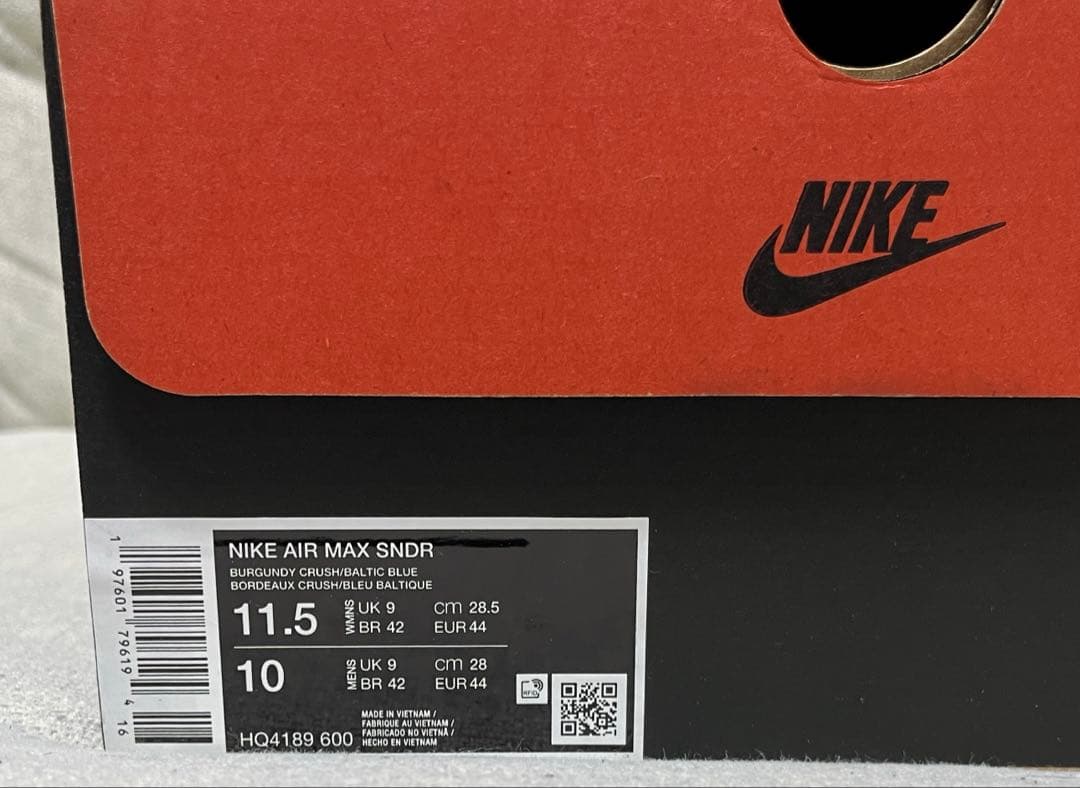 NIKE
NIKE AIR MAX SNDR
BURGUNDY CRUSH/BALTIC BLUE
BORDEAUX CRUSH/BLEU BALTIQUE
11.5 WMNS UK 9 cm 28.5
BR 42 EUR 44
10 MENS UK 9 cm 28
BR 42 EUR 44
RFID
MADE IN VIETNAM /
FABRIQUE AU VIETNAM /
FABRICADO NO VIETNÃ /
HECHO EN VIETNAM
HQ4189 600
1 97601 79619 4 16